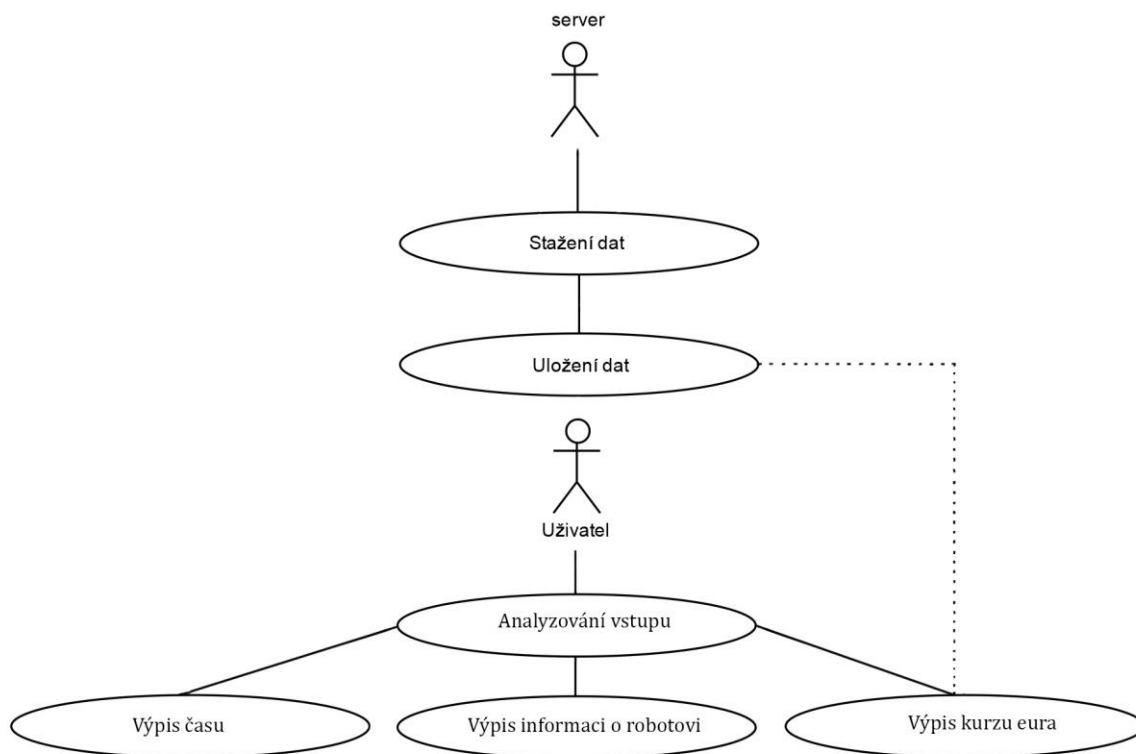 server
Stažení dat
Uložení dat
Uživatel
Analyzování vstupu
Výpis času
Výpis informaci o robotovi
Výpis kurzu eura